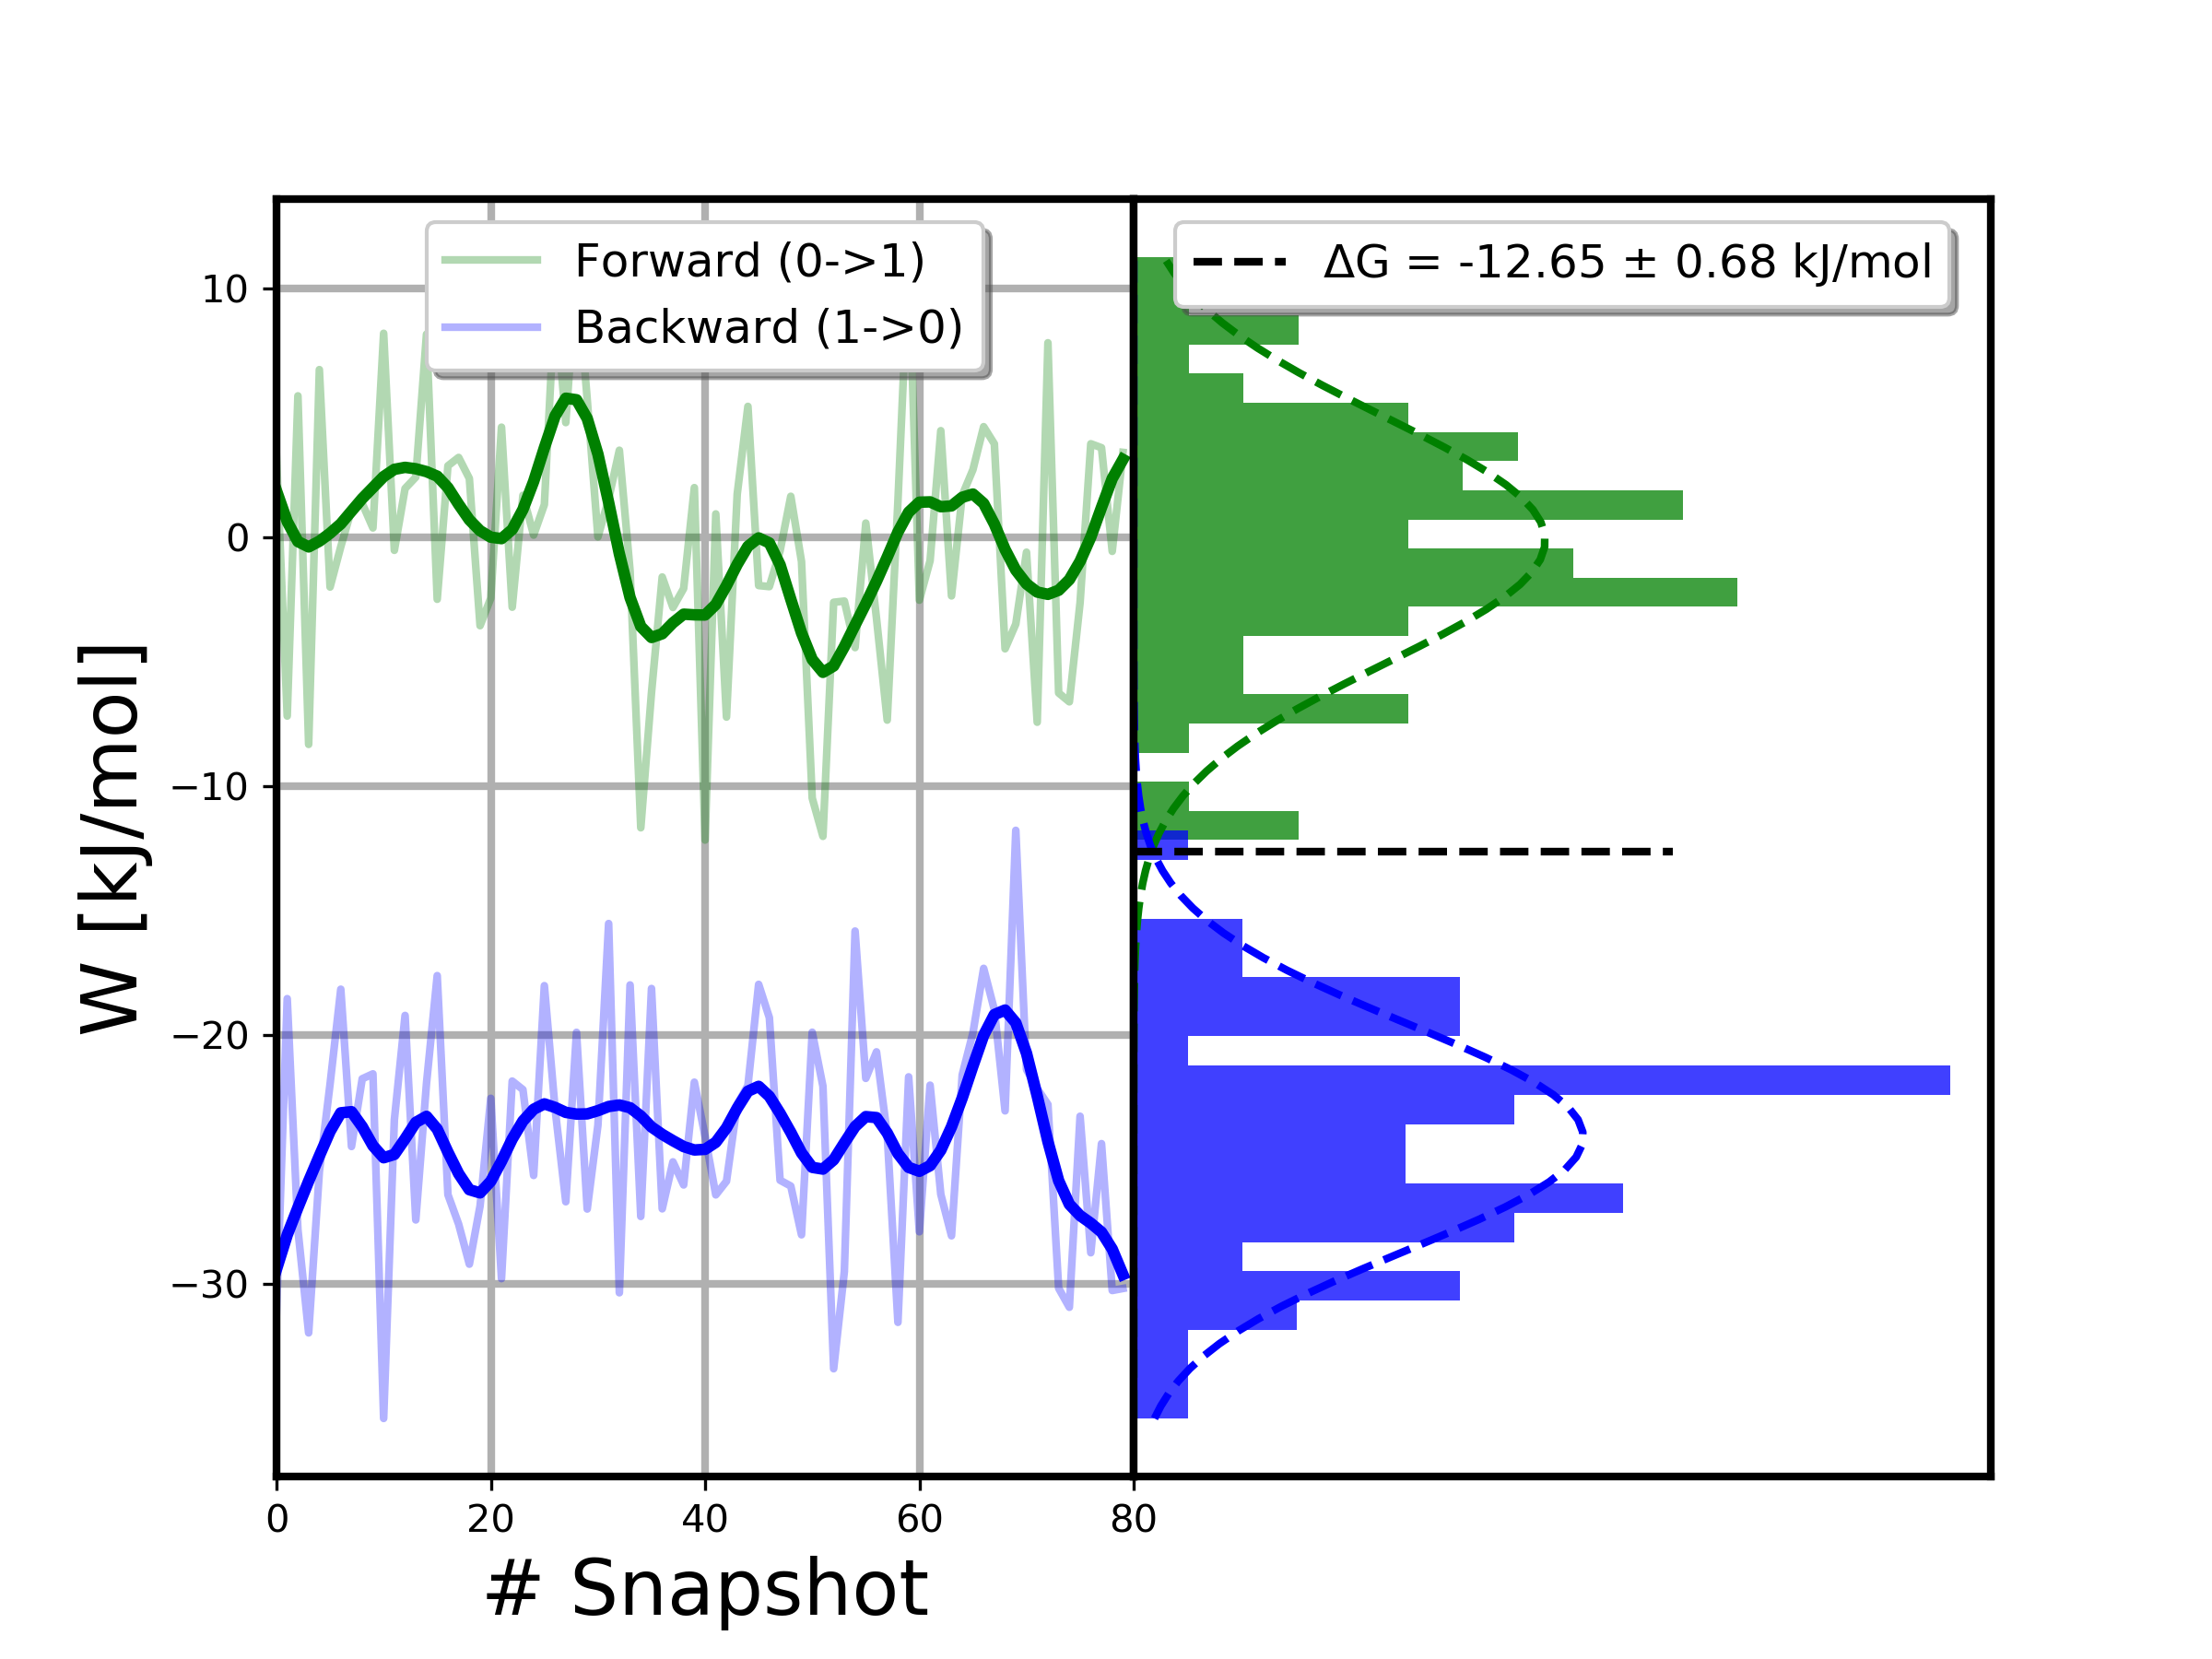 Forward (0->1)
Backward (1->0)
ΔG = -12.65 ± 0.68 kJ/mol
W [kJ/mol]
10
0
−10
−20
−30
0 20 40 60 80
# Snapshot